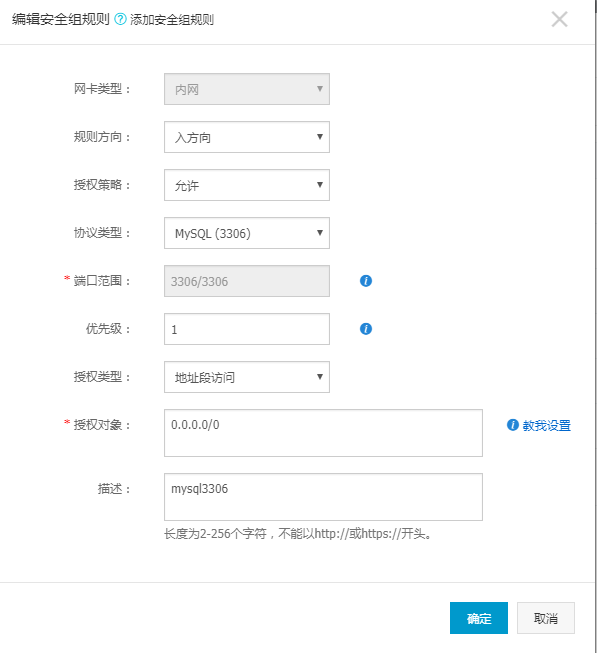 编辑安全组规则 ? 添加安全组规则
网卡类型： 内网
规则方向： 入方向
授权策略： 允许
协议类型： MySQL (3306)
* 端口范围： 3306/3306
优先级： 1
授权类型： 地址段访问
* 授权对象： 0.0.0.0/0 教我设置
描述： mysql3306
长度为2-256个字符，不能以http://或https://开头。
确定 取消